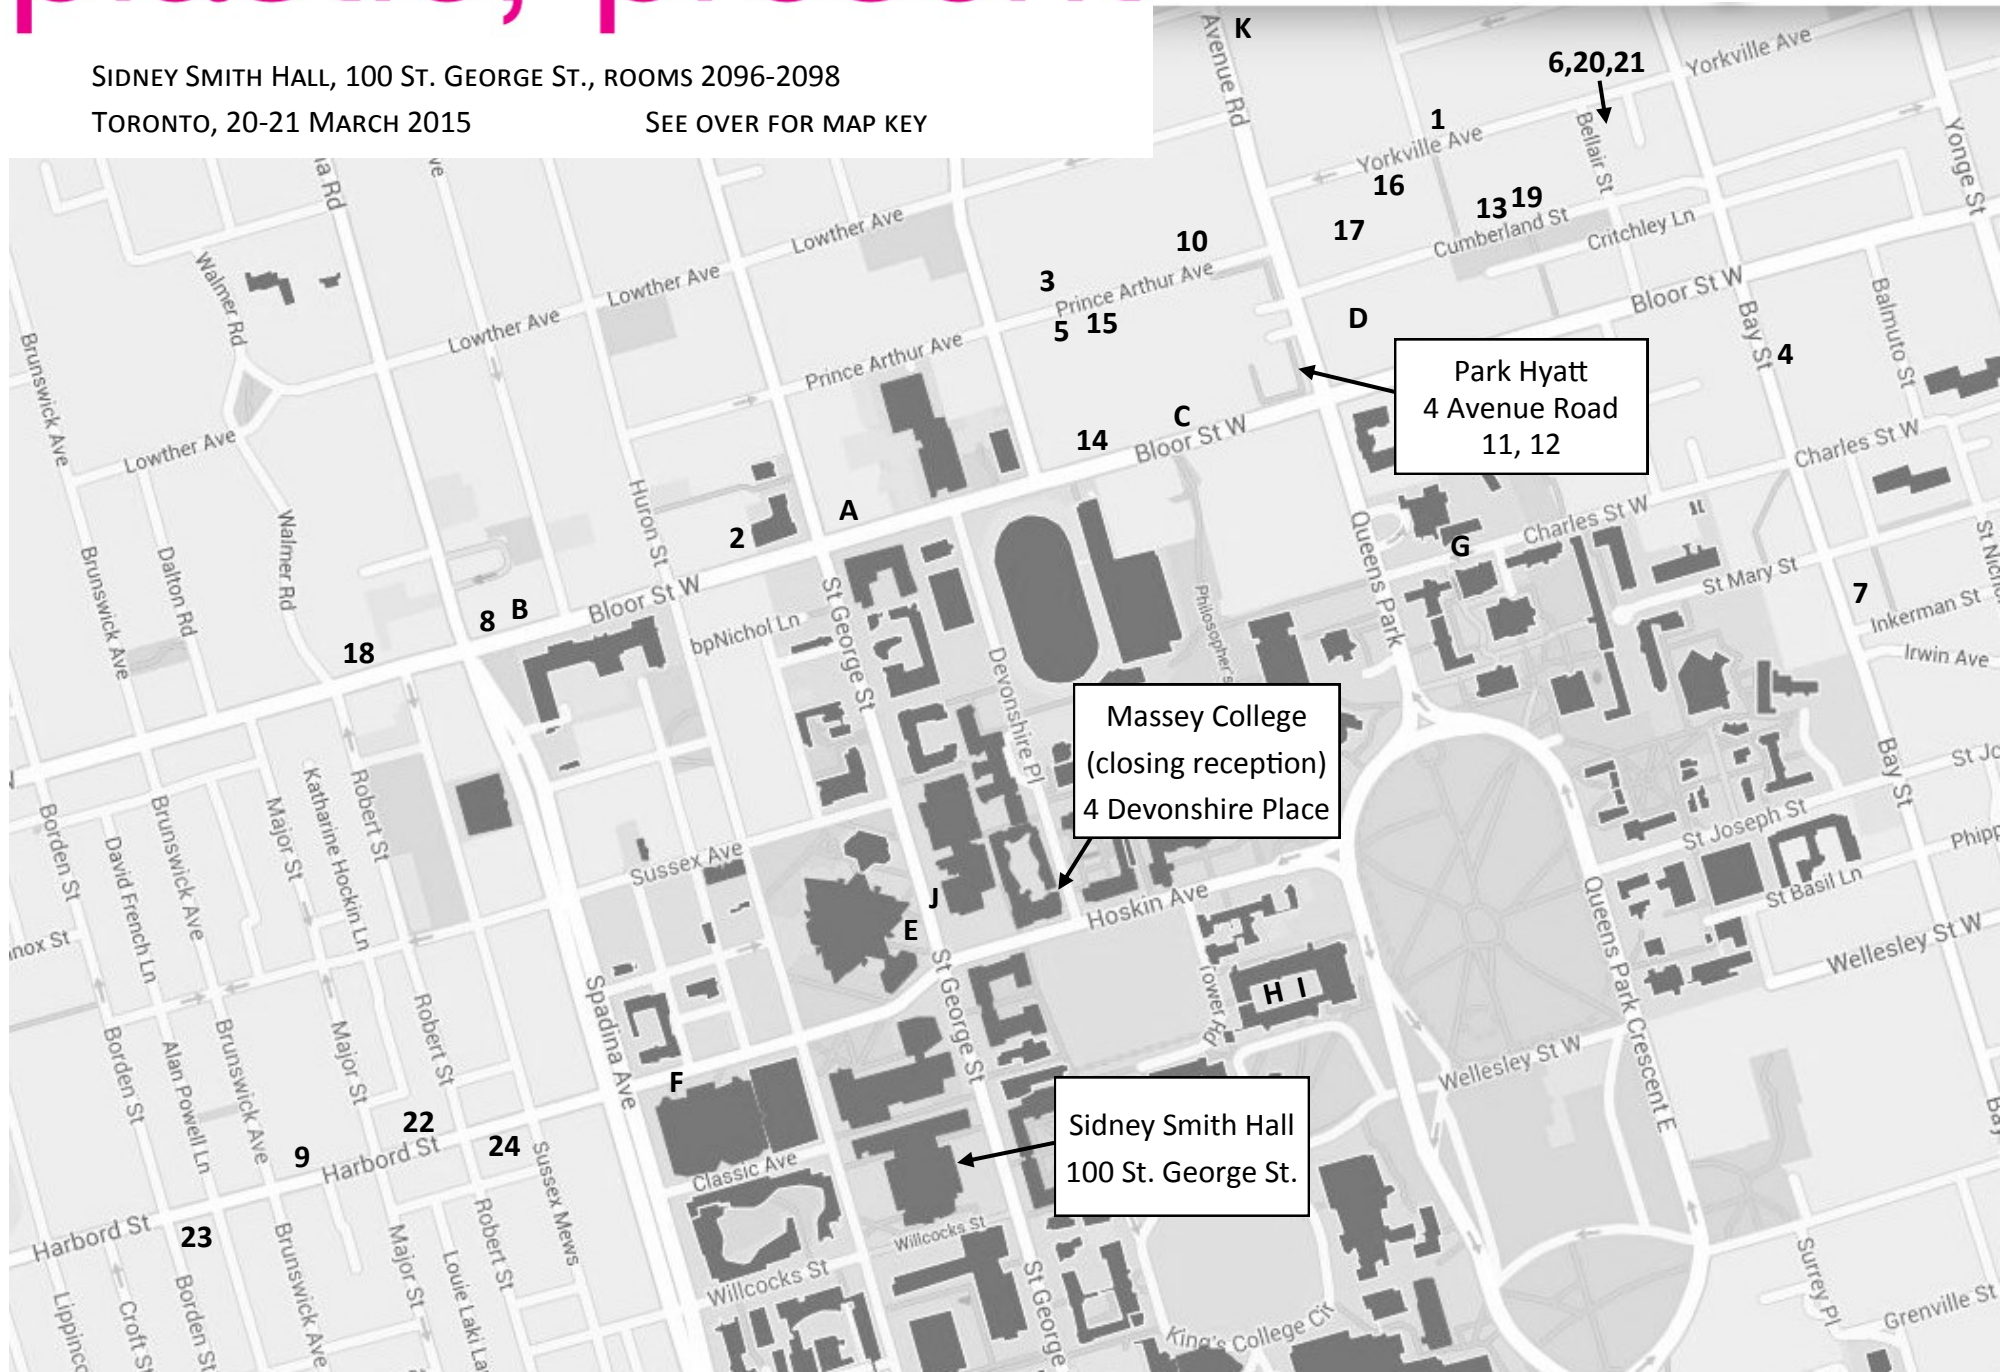 SIDNEY SMITH HALL, 100 ST. GEORGE ST., ROOMS 2096-2098
TORONTO, 20-21 MARCH 2015
SEE OVER FOR MAP KEY
K
Avenue Rd
6,20,21
Yorkville Ave
1
Yorkville Ave
Bellair St
Yonge St
16
13
19
17
Cumberland St
Critchley Ln
Lowther Ave
10
3
Prince Arthur Ave
5
15
D
Bloor St W
Bay St
4
Balmuto St
Walmer Rd
Lowther Ave
Lowther Ave
Prince Arthur Ave
Brunswick Ave
Park Hyatt
4 Avenue Road
11, 12
C
14
Bloor St W
Charles St W
Lowther Ave
Huron St
A
2
Walmer Rd
Queens Park
Charles St W
G
Brunswick Ave
Dalton Rd
St Mary St
7
Inkerman St
Irwin Ave
8
B
Bloor St W
bpNichol Ln
St George St
Philosopher's
18
Devonshire Pl
Massey College
(closing reception)
4 Devonshire Place
Borden St
David French Ln
Brunswick Ave
Major St
Katharine Hockin Ln
Robert St
Sussex Ave
J
E
Hoskin Ave
Bay St
St Joseph St
St Basil Ln
Wellesley St W
Queens Park Crescent E
Spadina Ave
St George St
Tower Rd
H
I
Wellesley St W
Borden St
Alan Powell Ln
Brunswick Ave
Major St
Robert St
F
22
9
Harbord St
24
Sussex Mews
Classic Ave
Sidney Smith Hall
100 St. George St.
Harbord St
23
Willcocks St
Willcocks St
Croft St
Borden St
Brunswick Ave
Major St
Robert St
St George
King's College Cir
Surrey Pl
Grenville St